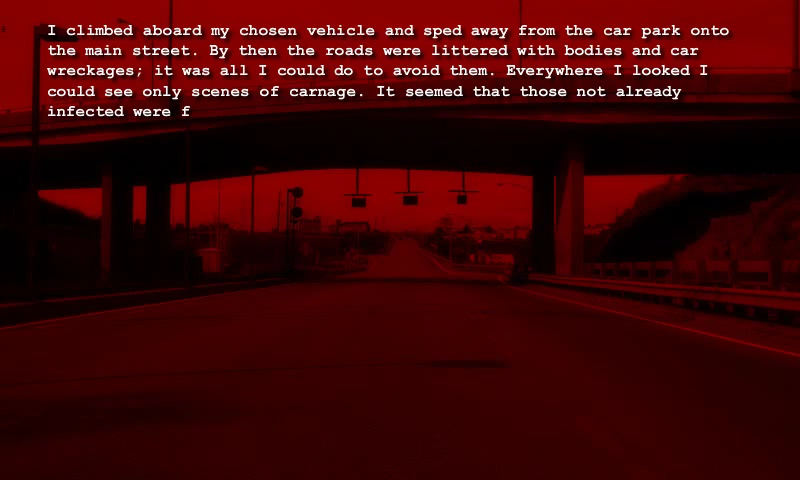 I climbed aboard my chosen vehicle and sped away from the car park onto
the main street. By then the roads were littered with bodies and car
wreckages; it was all I could do to avoid them. Everywhere I looked I
could see only scenes of carnage. It seemed that those not already
infected were f